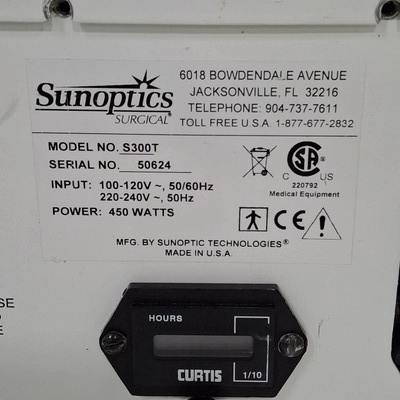 Sunoptics
SURGICAL®
6018 BOWDENDALE AVENUE
JACKSONVILLE, FL 32216
TELEPHONE: 904-737-7611
TOLL FREE U.S.A. 1-877-677-2832
MODEL NO. S300T
SERIAL NO. 50624
INPUT: 100-120V ~, 50/60Hz
220-240V ~, 50Hz
POWER: 450 WATTS
CSA
C US
220792
Medical Equipment
CE
MFG. BY SUNOPTIC TECHNOLOGIES®
MADE IN U.S.A.
HOURS
1/10
CURTIS